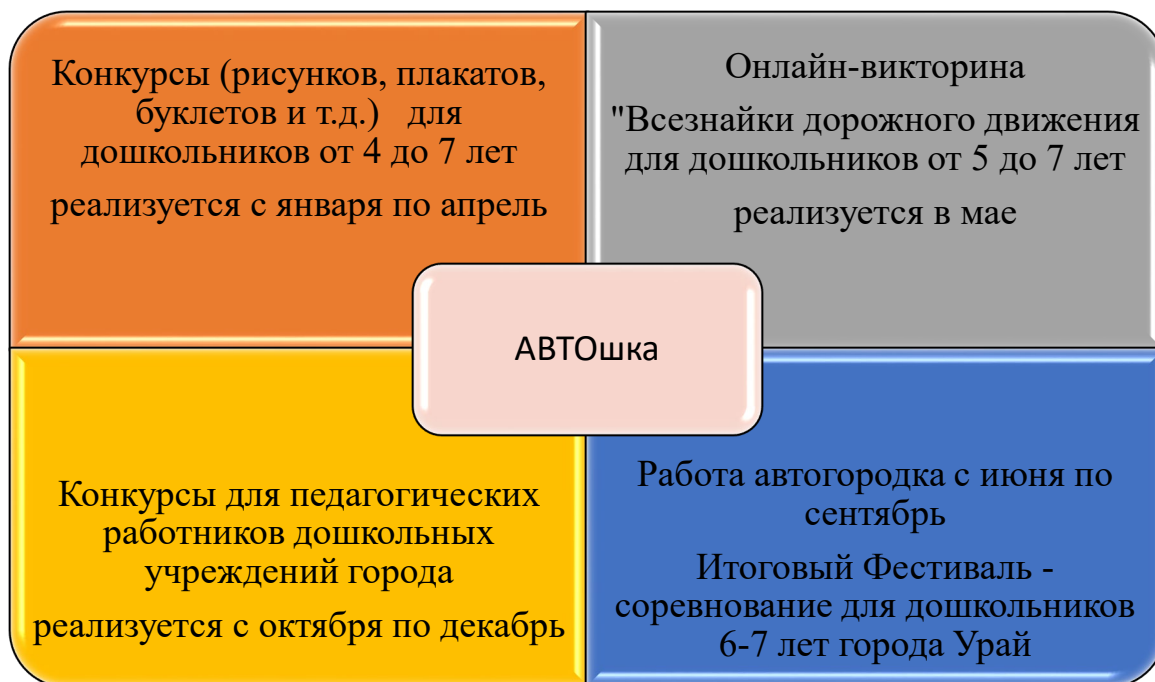 Конкурсы (рисунков, плакатов,
буклетов и т.д.) для
дошкольников от 4 до 7 лет
реализуется с января по апрель
Онлайн-викторина
"Всезнайки дорожного движения
для дошкольников от 5 до 7 лет
реализуется в мае
АВТОшка
Конкурсы для педагогических
работников дошкольных
учреждений города
реализуется с октября по декабрь
Работа автогородка с июня по
сентябрь
Итоговый Фестиваль -
соревнование для дошкольников
6-7 лет города Урай